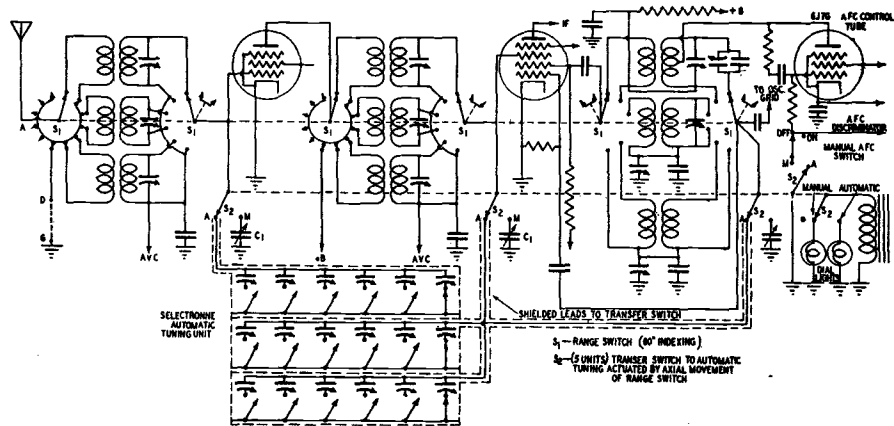 IF
+B
6J7G AFC CONTROL
TUBE
A
S1
S1
S1
S1
S1
S1
TO OSC.
GRID
OFF
ON
AFC
DISCRIMINATOR
MANUAL AFC
SWITCH
M
A
S2
D
G
A
S2
M
C1
A
S2
M
C1
A
S2
MANUAL AUTOMATIC
S2
AVC
+B
AVC
DIAL
LIGHTS
SELECTRONNE
AUTOMATIC
TUNING UNIT
SHIELDED LEADS TO TRANSFER SWITCH
S1—RANGE SWITCH (60° INDEXING)
S2—(5 UNITS) TRANSER SWITCH TO AUTOMATIC
TUNING ACTUATED BY AXIAL MOVEMENT
OF RANGE SWITCH